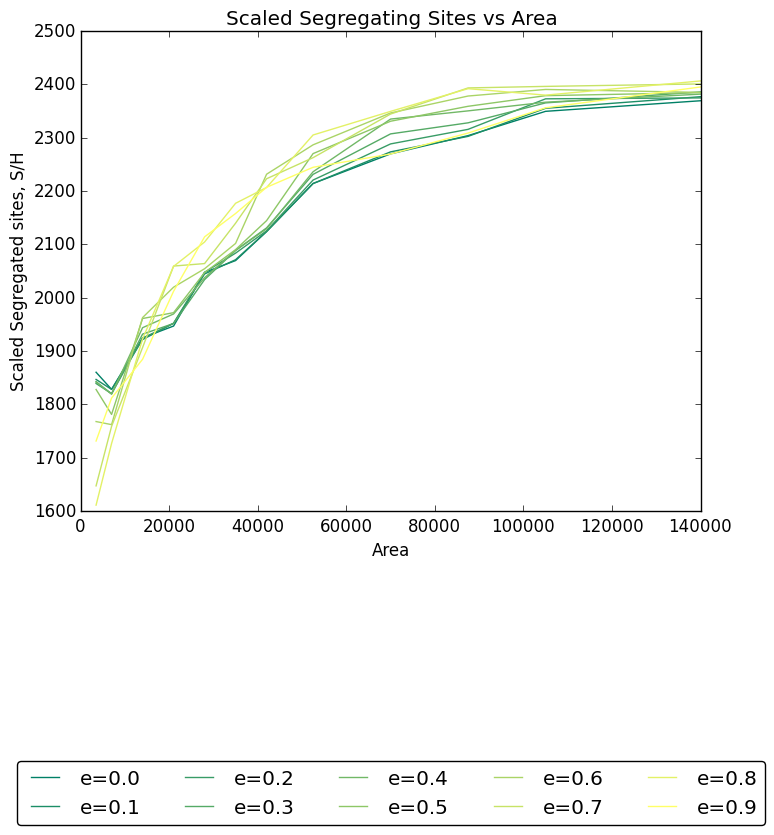 Scaled Segregating Sites vs Area
2500
2400
2300
2200
2100
2000
1900
1800
1700
1600
Scaled Segregated sites, S/H
0 20000 40000 60000 80000 100000 120000 140000
Area
e=0.0 e=0.2 e=0.4 e=0.6 e=0.8
e=0.1 e=0.3 e=0.5 e=0.7 e=0.9